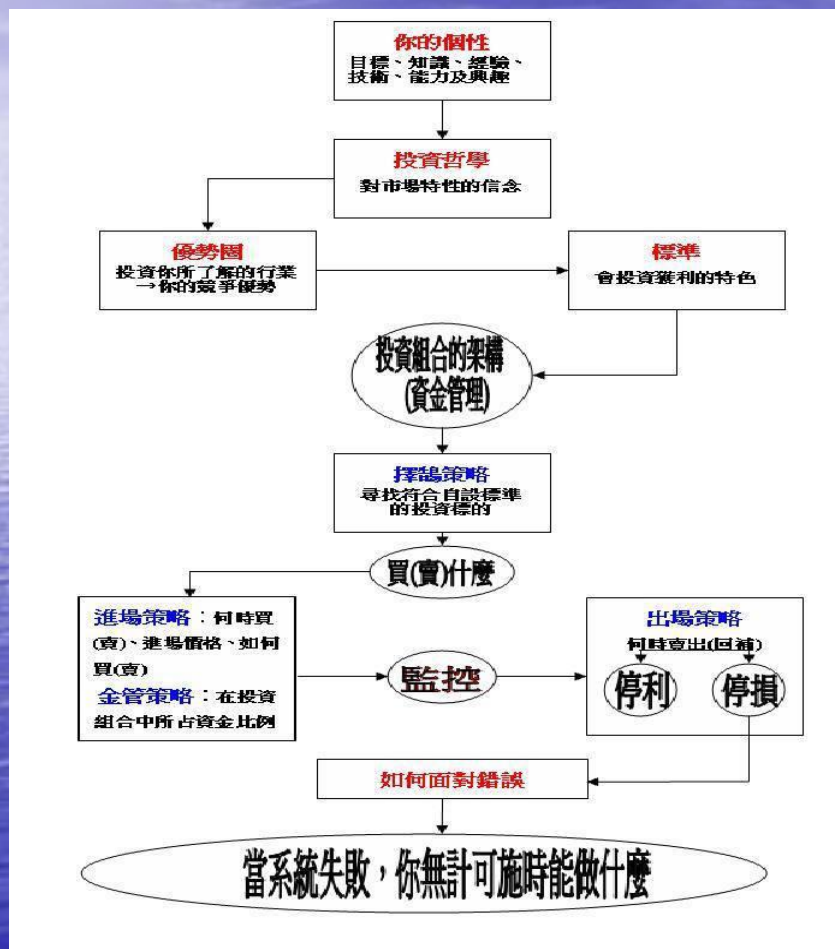 你的個性
目標、知識、經驗、
技術、能力及興趣
投資哲學
對市場特性的信念
優勢圈
投資你所了解的行業
→你的競爭優勢
標準
會投資獲利的特色
投資組合的架構
(資金管理)
擇鵠策略
尋找符合自設標準
的投資標的
買(賣)什麼
進場策略：何時買
(賣)、進場價格、如何
買(賣)
金管策略：在投資
組合中所占資金比例
監控
出場策略
何時賣出(回補)
停利
停損
如何面對錯誤
當系統失敗，你無計可施時能做什麼